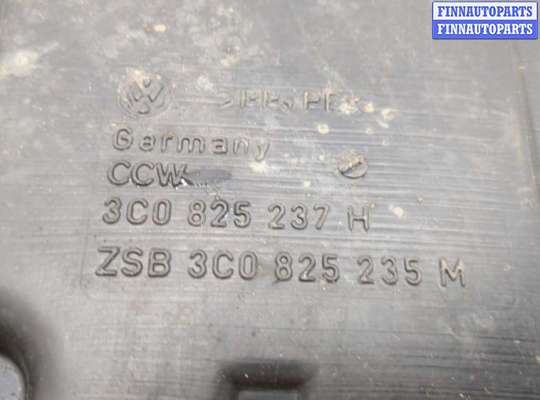 FINNAUTOPARTS
FINNAUTOPARTS
Germany
CCW
3C0 825 237 H
ZSB 3C0 825 235 M